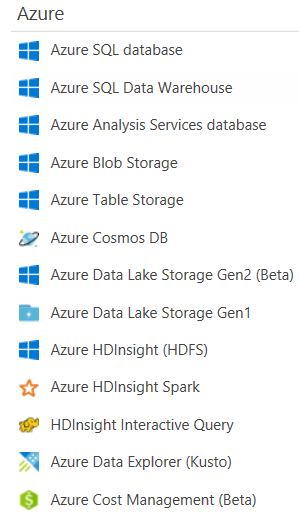 Azure
Azure SQL database
Azure SQL Data Warehouse
Azure Analysis Services database
Azure Blob Storage
Azure Table Storage
Azure Cosmos DB
Azure Data Lake Storage Gen2 (Beta)
Azure Data Lake Storage Gen1
Azure HDInsight (HDFS)
Azure HDInsight Spark
HDInsight Interactive Query
Azure Data Explorer (Kusto)
Azure Cost Management (Beta)